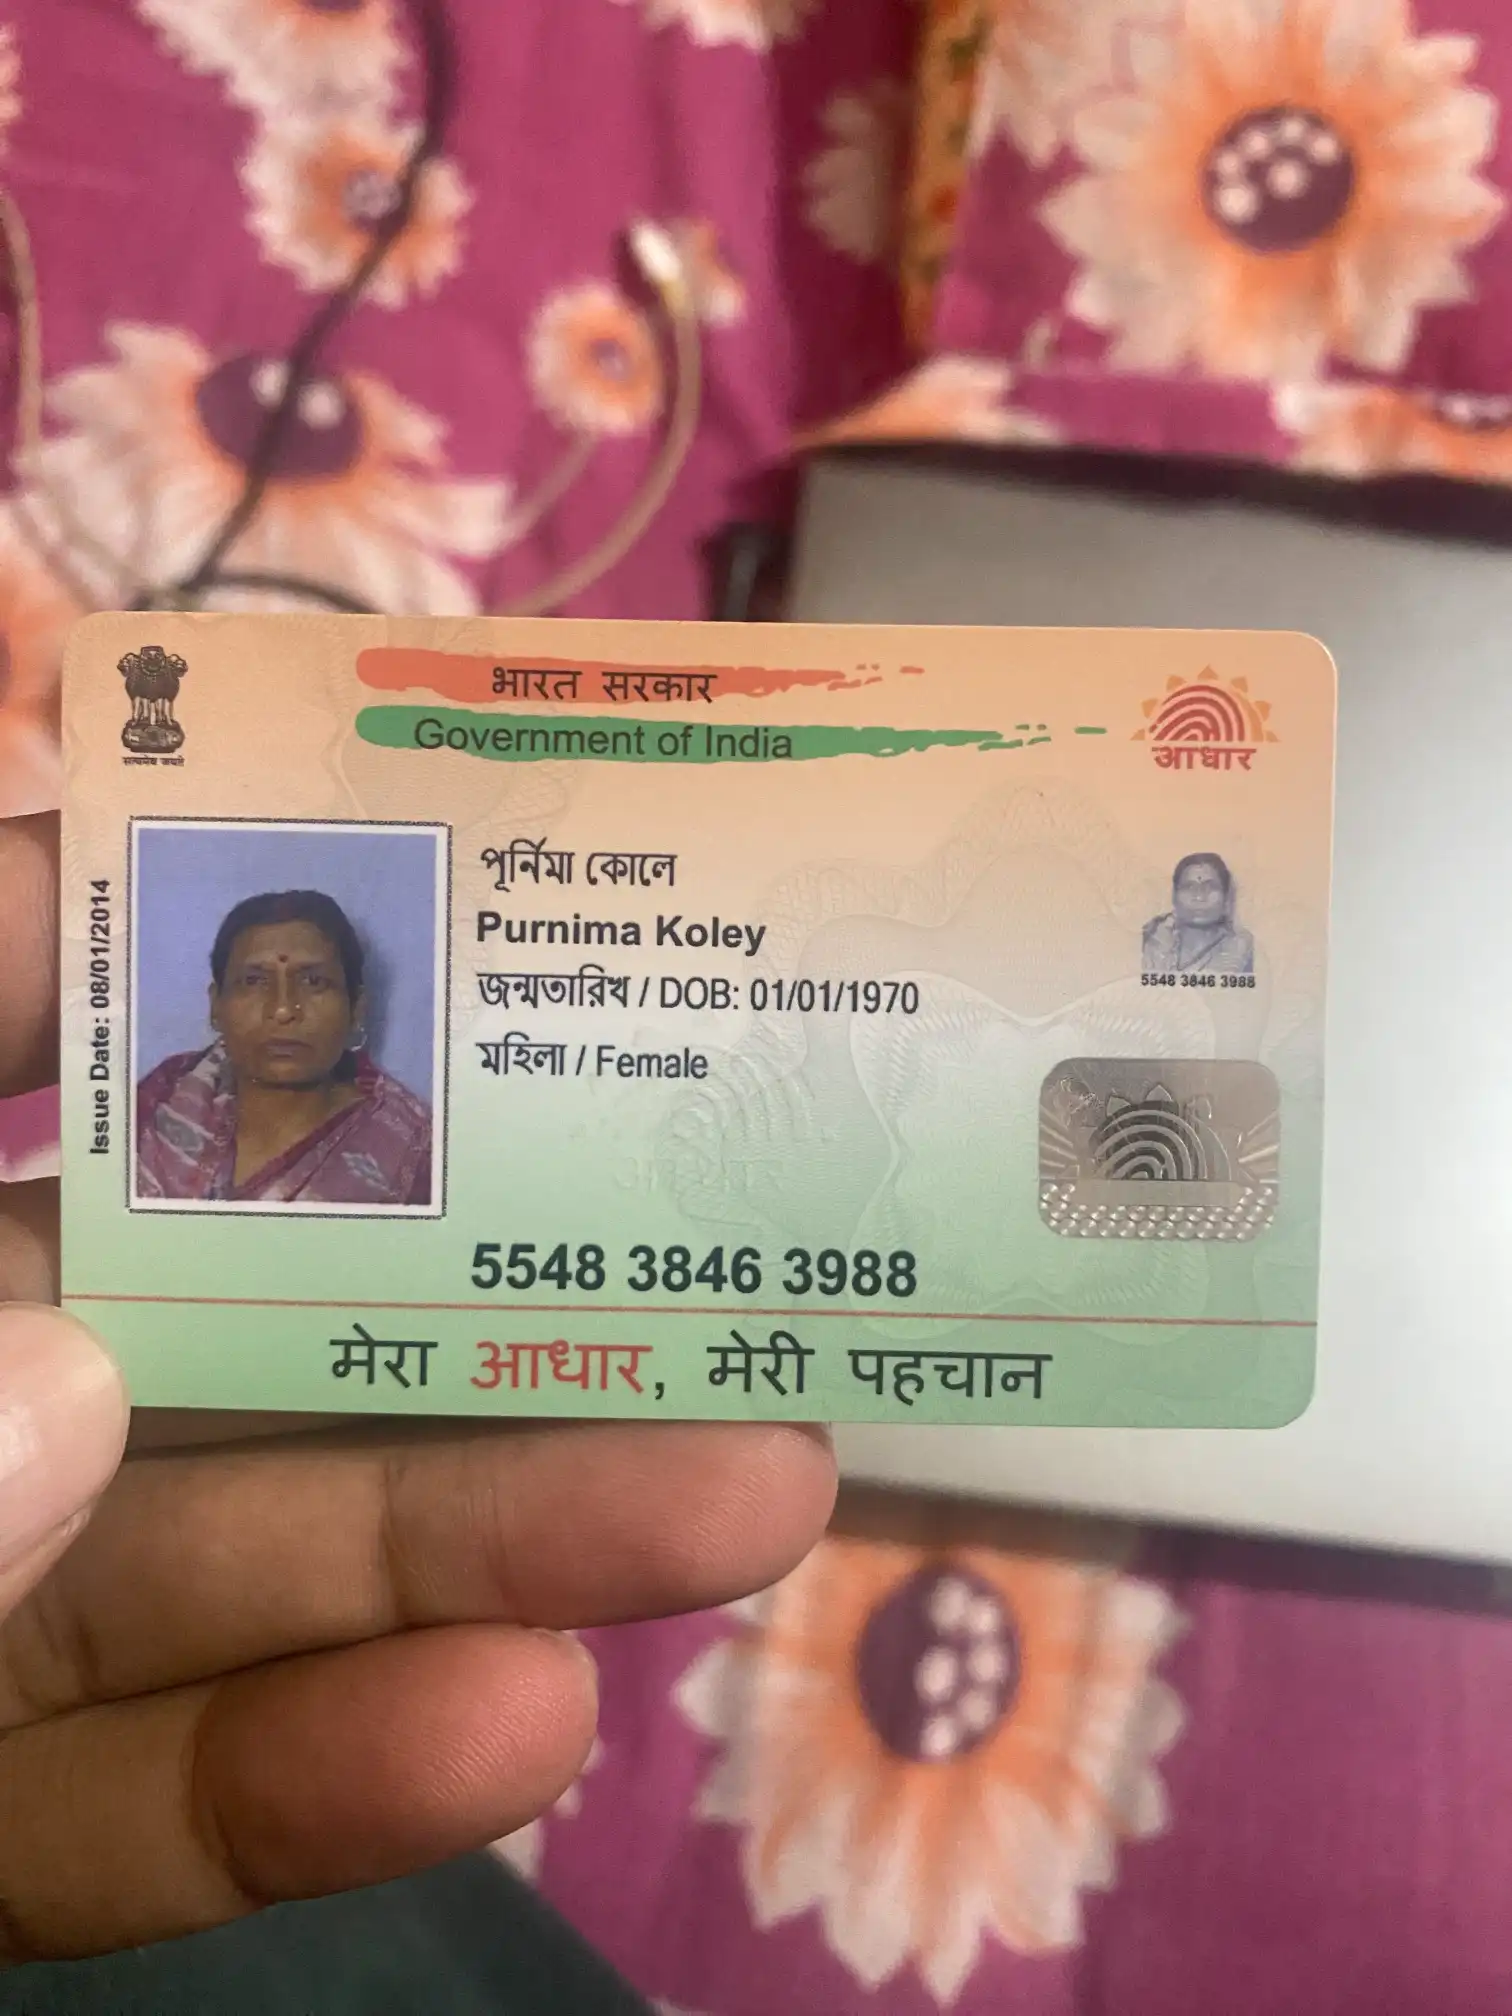 भारत सरकार
Government of India
सत्यमेव जयते
आधार
Issue Date: 08/01/2014
পূর্নিমা কোলে
Purnima Koley
জন্মতারিখ / DOB: 01/01/1970
মহিলা / Female
5548 3846 3988
5548 3846 3988
मेरा आधार, मेरी पहचान